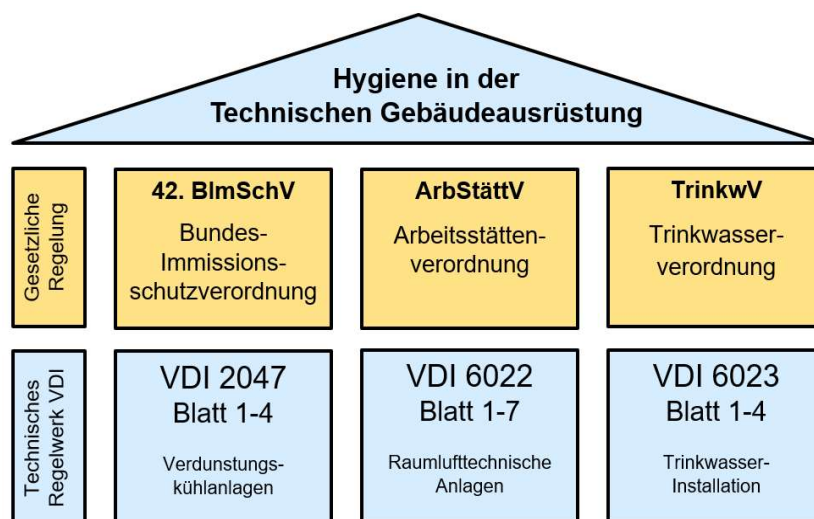 Hygiene in der
Technischen Gebäudeausrüstung
Gesetzliche
Regelung
42. BImSchV
Bundes-
Immissions-
schutzverordnung
ArbStättV
Arbeitsstätten-
verordnung
TrinkwV
Trinkwasser-
verordnung
Technisches
Regelwerk VDI
VDI 2047
Blatt 1-4
Verdunstungs-
kühlanlagen
VDI 6022
Blatt 1-7
Raumlufttechnische
Anlagen
VDI 6023
Blatt 1-4
Trinkwasser-
Installation